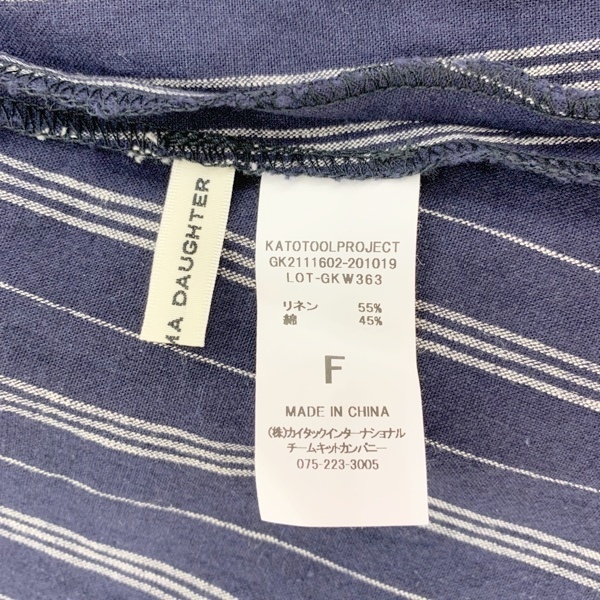 MA DAUGHTER
KATOTOOLPROJECT
GK2111602-201019
LOT-GKW363
リネン 55%
綿 45%
F
MADE IN CHINA
(株)カイタックインターナショナル
チームキットカンパニー
075-223-3005